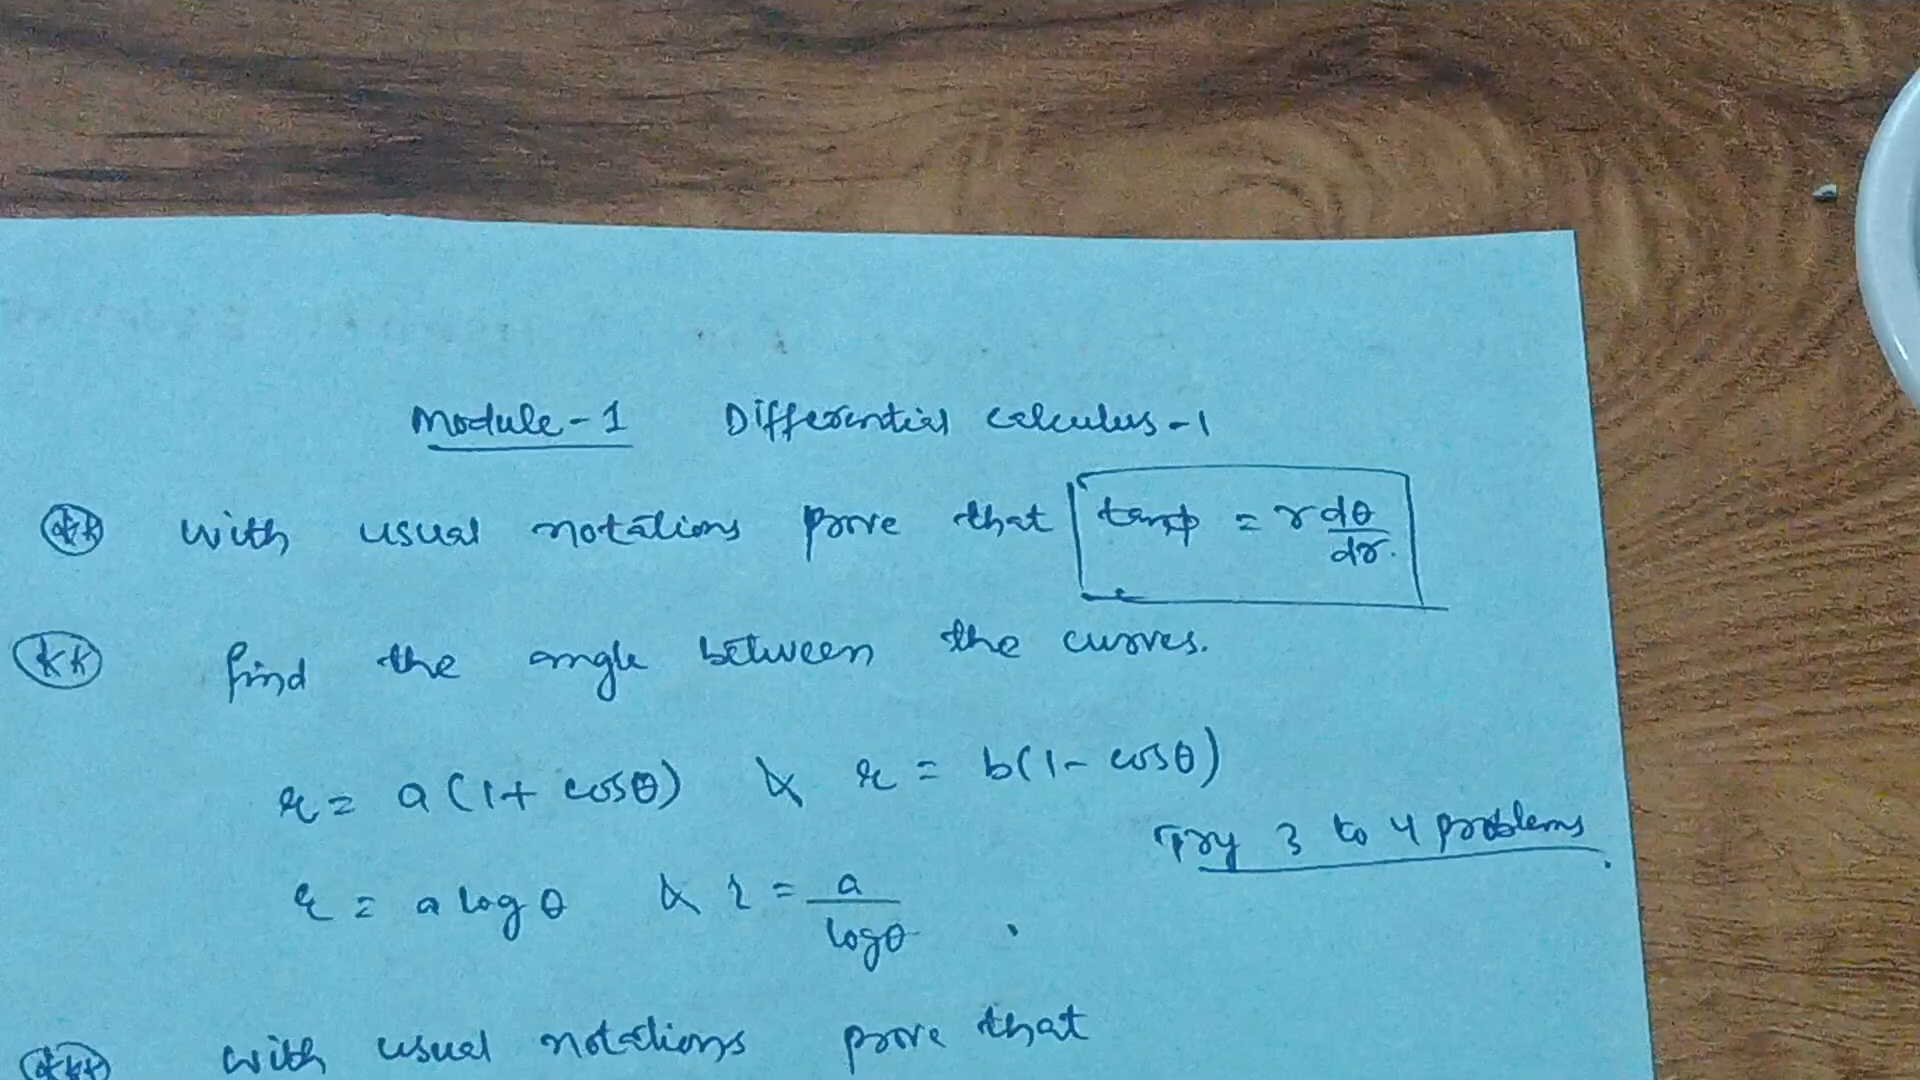 Module-1 Differential calculus-1
** with usual notations prove that tanφ = r dθ/dr.
** find the angle between the curves.
r = a(1+ cosθ) & r = b(1- cosθ)
Try 3 to 4 problems.
r = a log θ & r = a/logθ .
*** with usual notations prove that